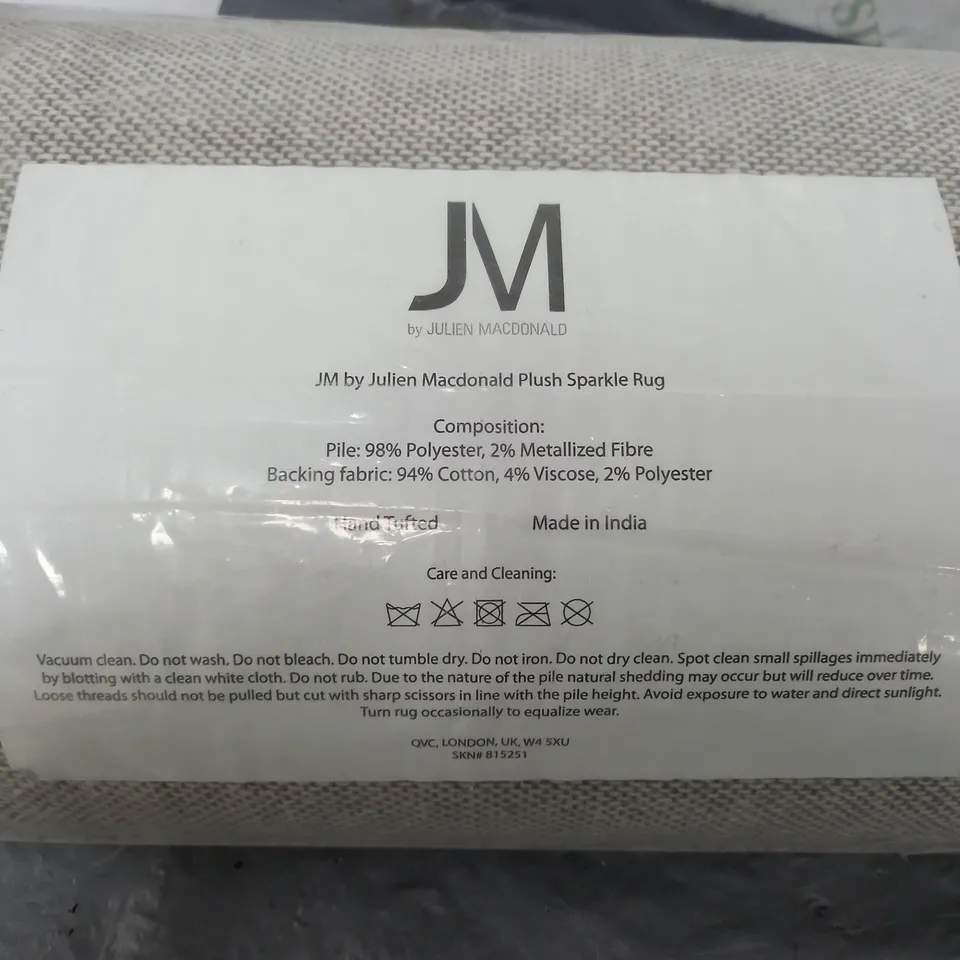 JM
by JULIEN MACDONALD
JM by Julien Macdonald Plush Sparkle Rug
Composition:
Pile: 98% Polyester, 2% Metallized Fibre
Backing fabric: 94% Cotton, 4% Viscose, 2% Polyester
Hand Tufted Made in India
Care and Cleaning:
Vacuum clean. Do not wash. Do not bleach. Do not tumble dry. Do not iron. Do not dry clean. Spot clean small spillages immediately
by blotting with a clean white cloth. Do not rub. Due to the nature of the pile natural shedding may occur but will reduce over time.
Loose threads should not be pulled but cut with sharp scissors in line with the pile height. Avoid exposure to water and direct sunlight.
Turn rug occasionally to equalize wear.
QVC, LONDON, UK, W4 5XU
SKN# 815251